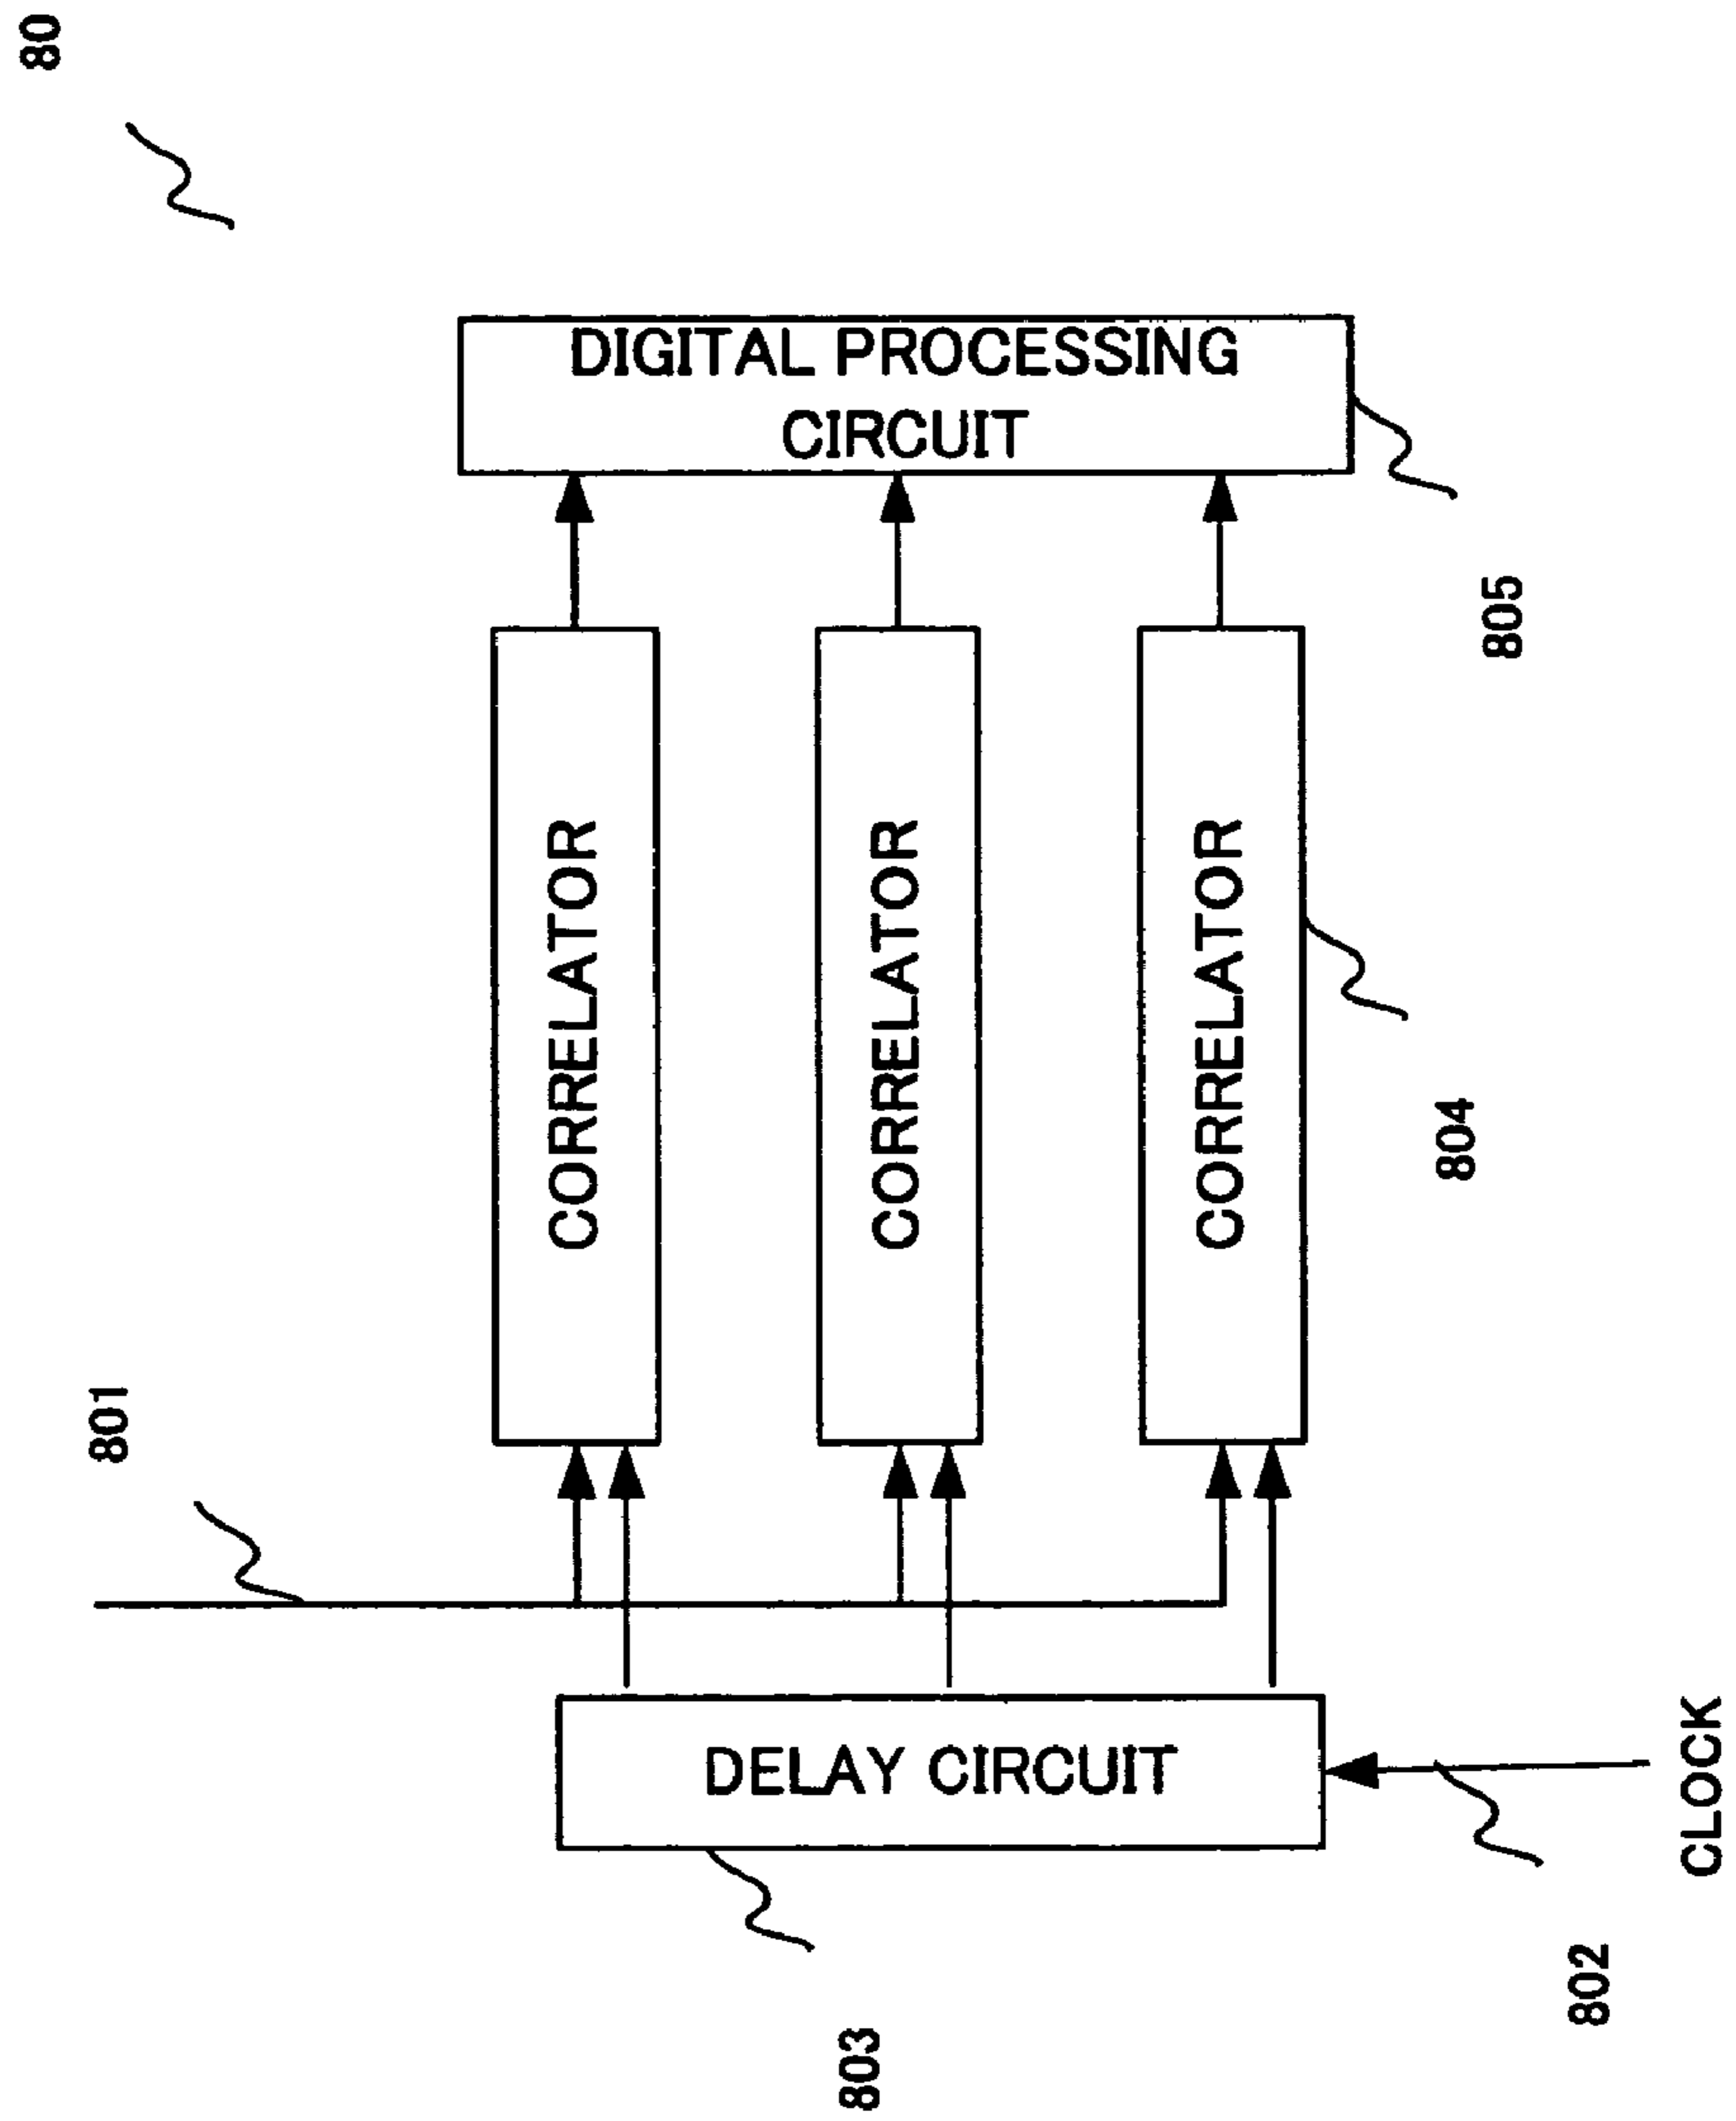 80
DIGITAL PROCESSING
CIRCUIT
805
CORRELATOR
CORRELATOR
CORRELATOR
804
801
DELAY CIRCUIT
CLOCK
802
803